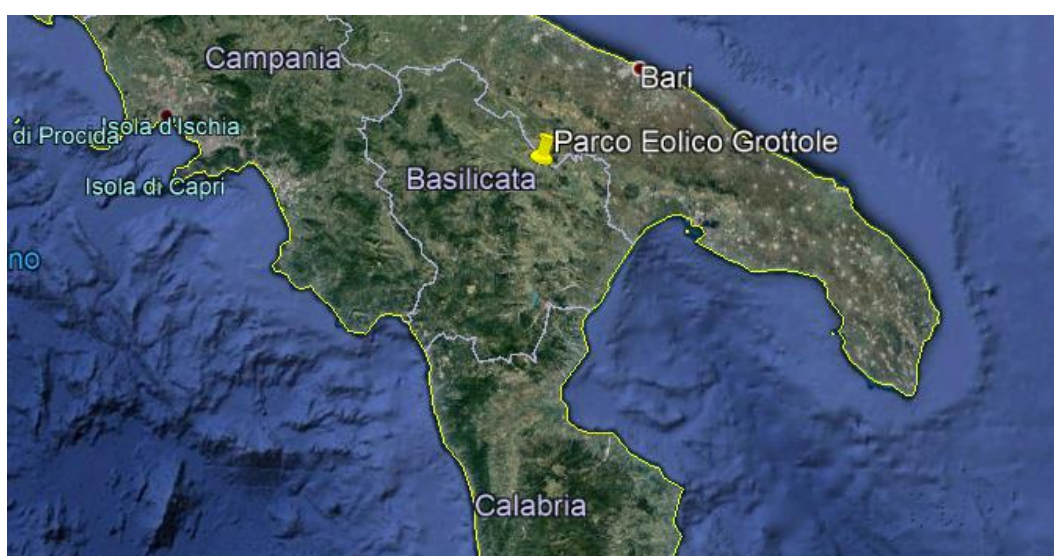 Campania
Bari
Isola d'Ischia
di Procida
Parco Eolico Grottole
Isola di Capri
Basilicata
no
Calabria